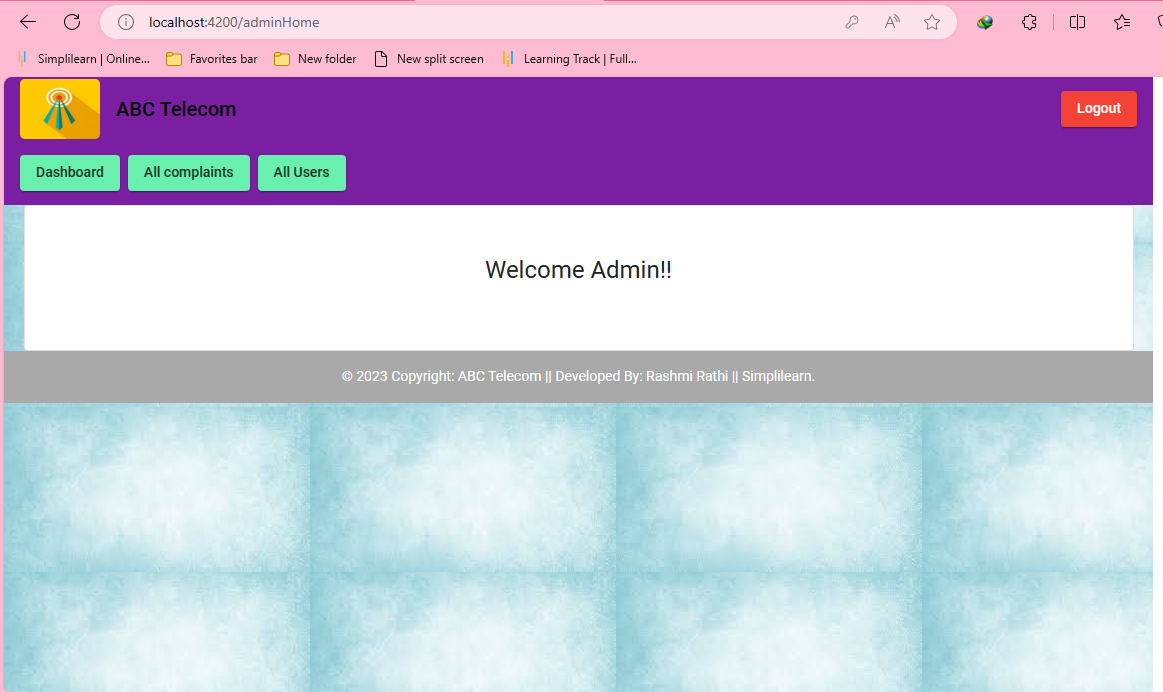 localhost:4200/adminHome
Simplilearn | Online... Favorites bar New folder New split screen Learning Track | Full...
ABC Telecom Logout
Dashboard All complaints All Users
Welcome Admin!!
© 2023 Copyright: ABC Telecom || Developed By: Rashmi Rathi || Simplilearn.